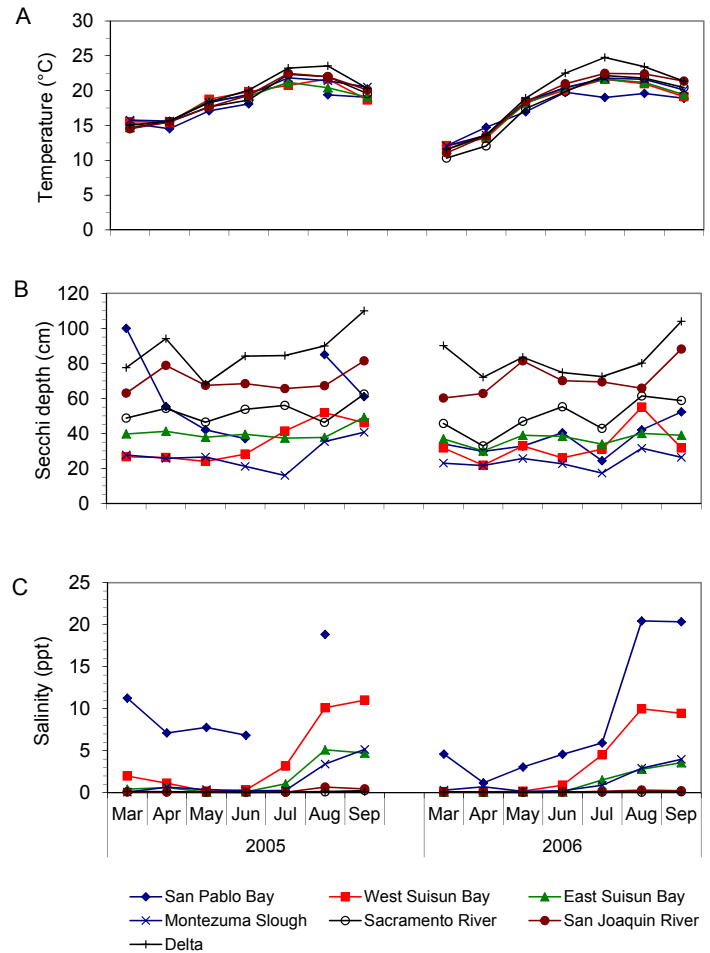 A
Temperature (°C)
30
25
20
15
10
5
0
B
Secchi depth (cm)
120
100
80
60
40
20
0
C
Salinity (ppt)
25
20
15
10
5
0
Mar Apr May Jun Jul Aug Sep Mar Apr May Jun Jul Aug Sep
2005 2006
San Pablo Bay West Suisun Bay East Suisun Bay
Montezuma Slough Sacramento River San Joaquin River
Delta